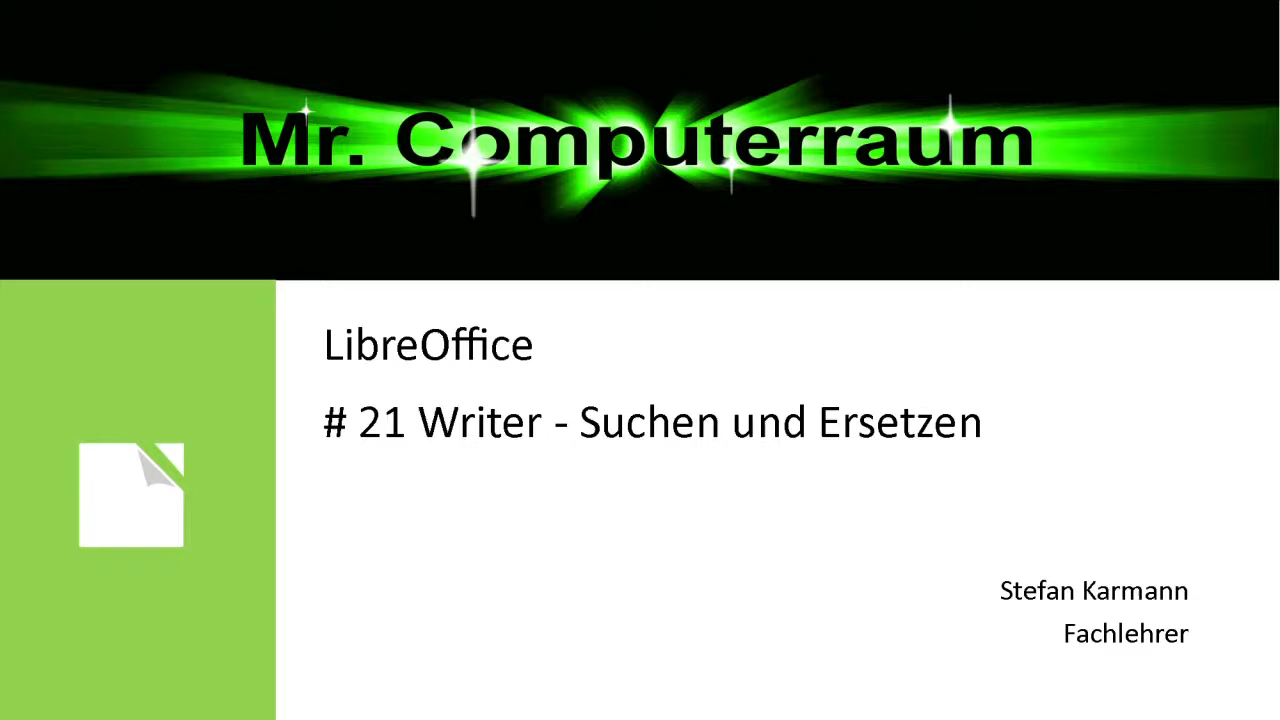 Mr. Computerraum
LibreOffice
# 21 Writer - Suchen und Ersetzen
Stefan Karmann
Fachlehrer